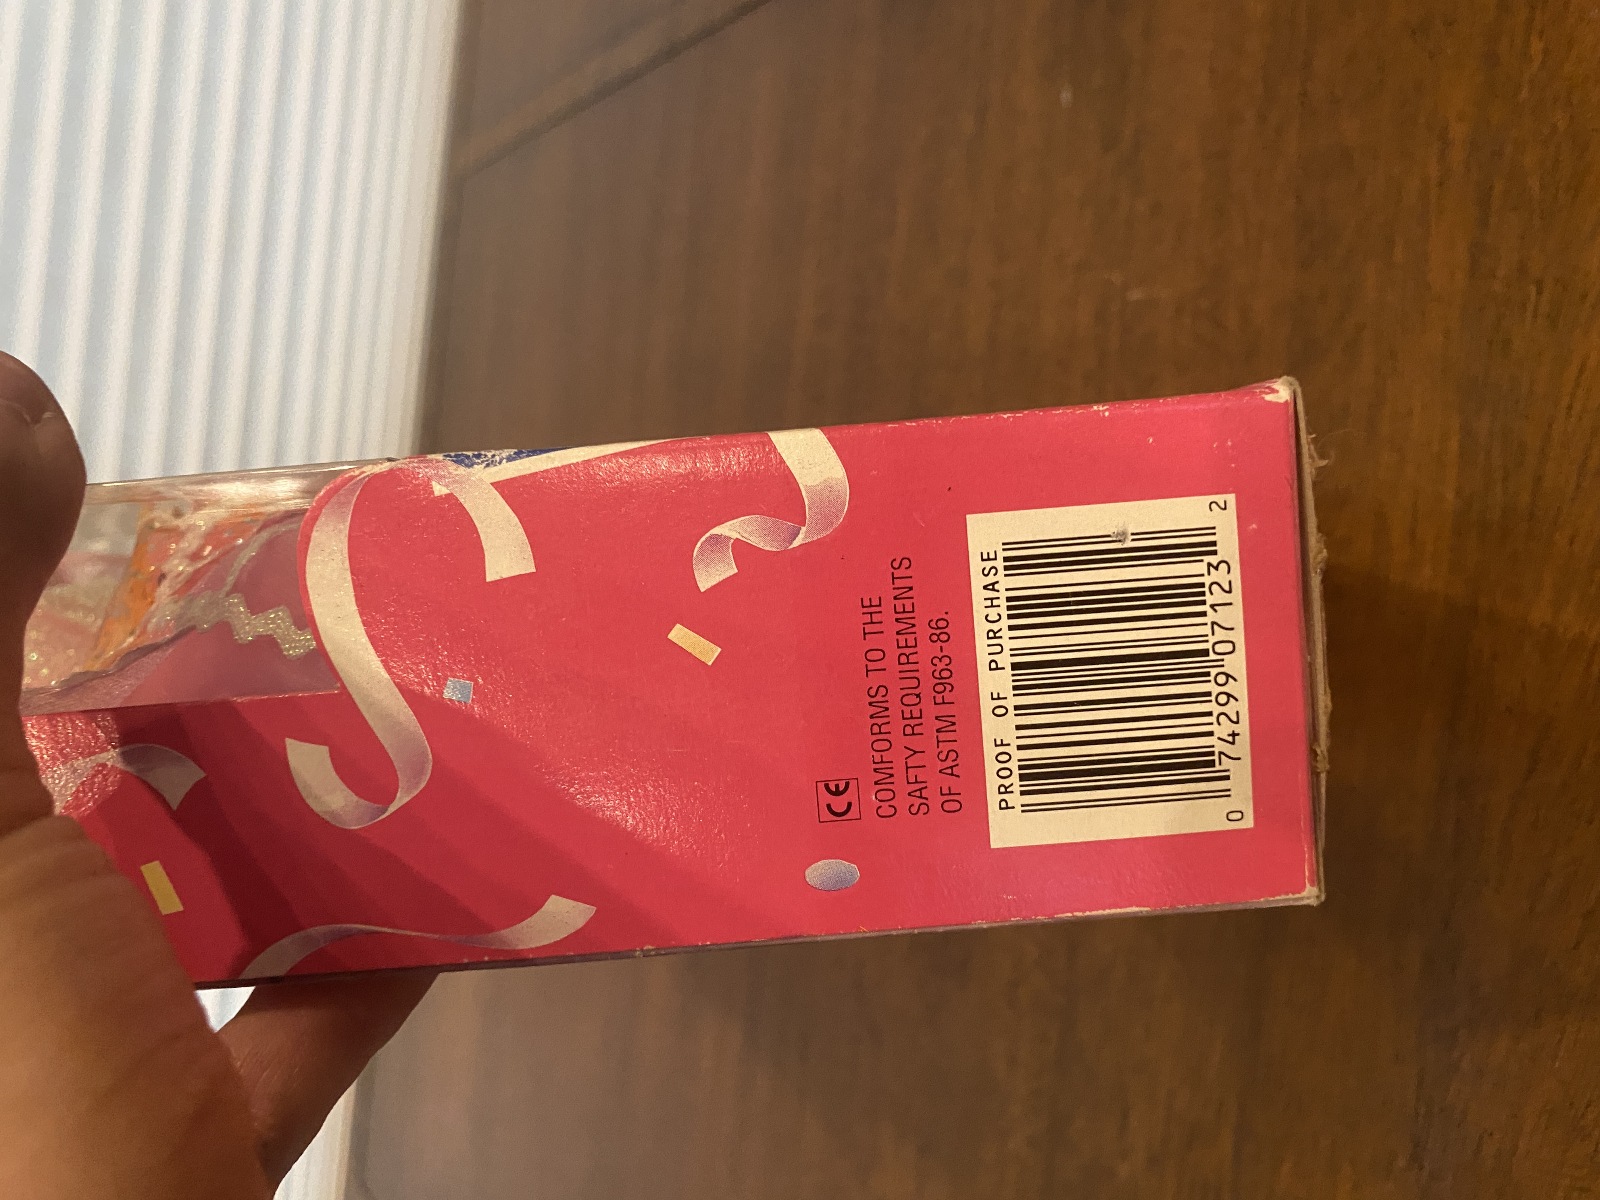 CE
COMFORMS TO THE
SAFTY REQUIREMENTS
OF ASTM F963-86.
PROOF OF PURCHASE
0 74299 07123 2